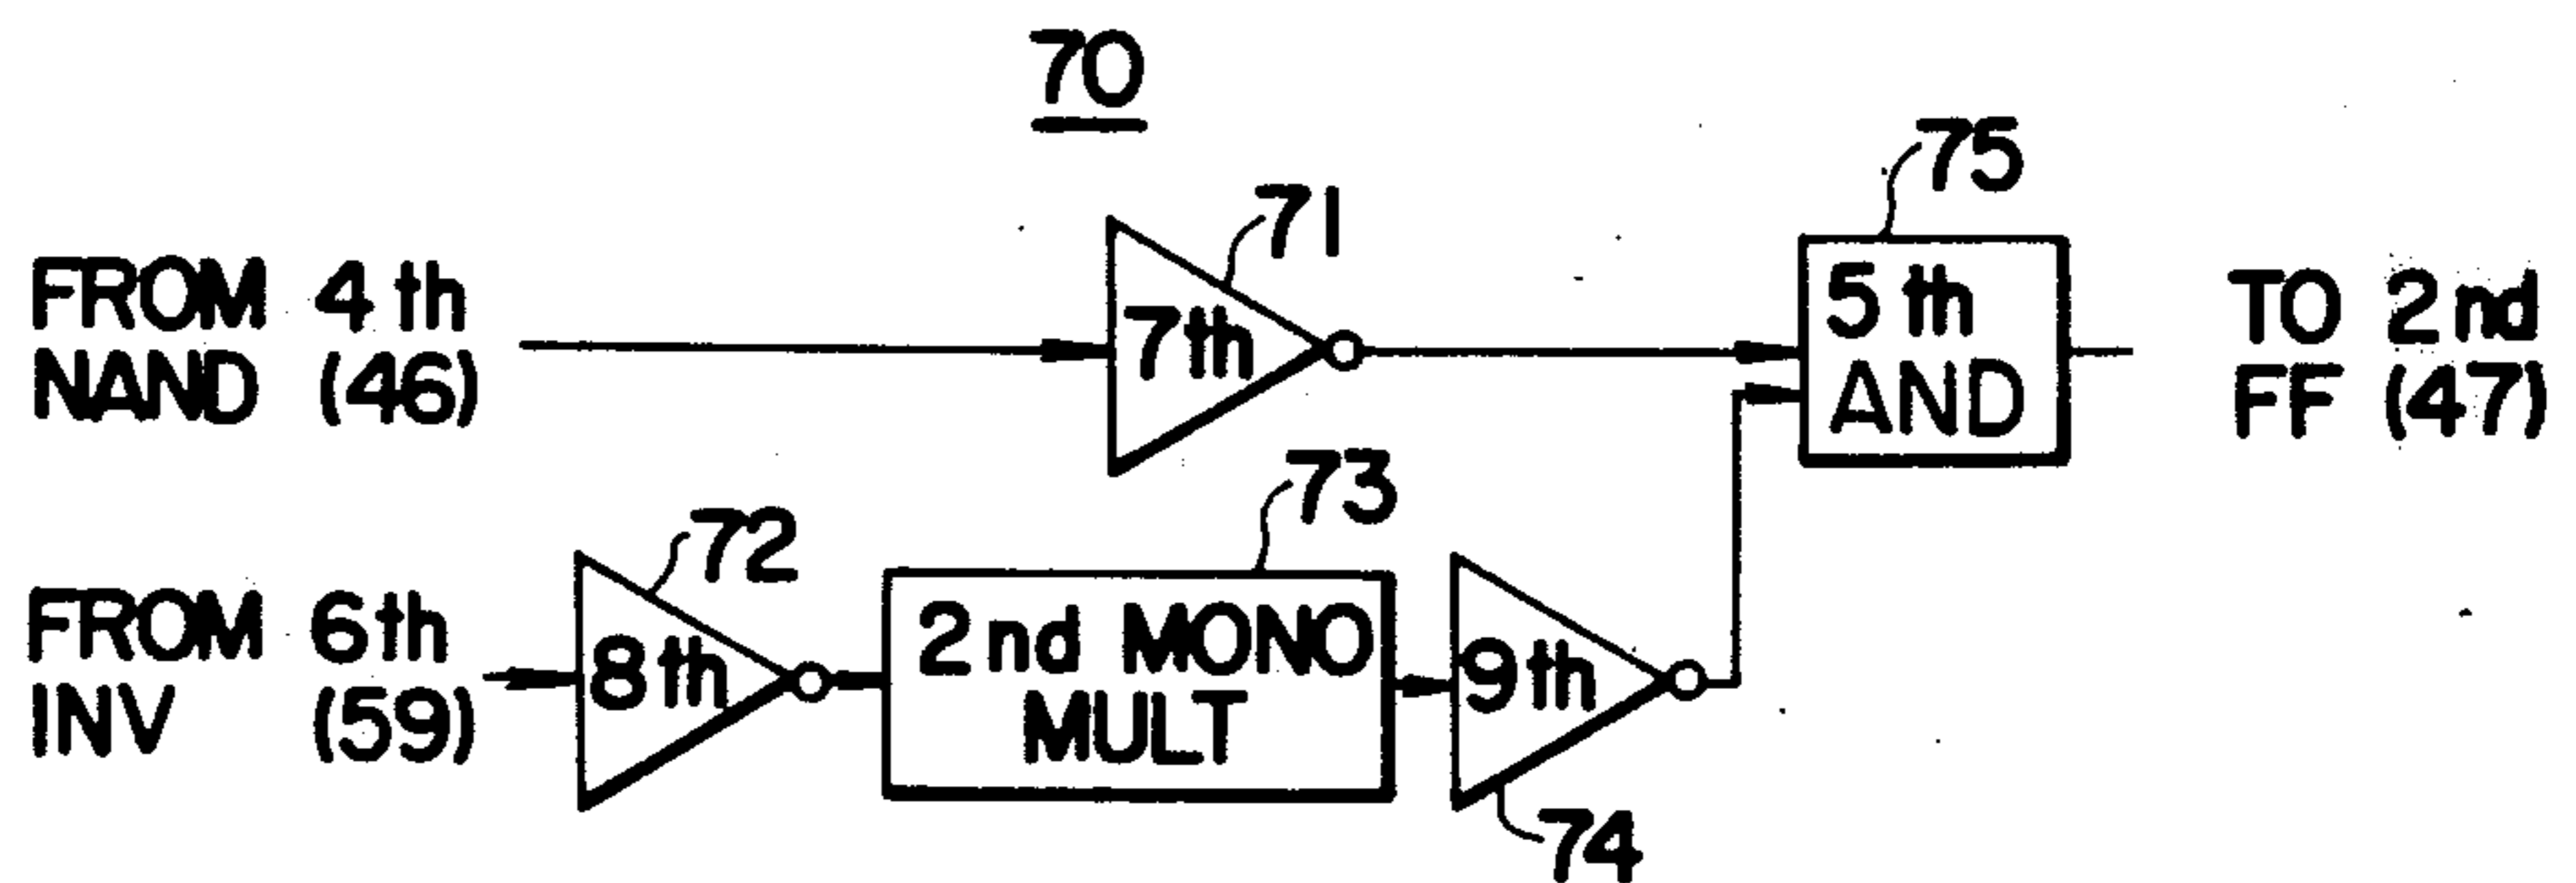 70
75
71
FROM 4th
NAND (46)
7th
5th
AND
TO 2nd
FF (47)
73
72
FROM 6th
INV (59)
8th
2nd MONO
MULT
9th
74